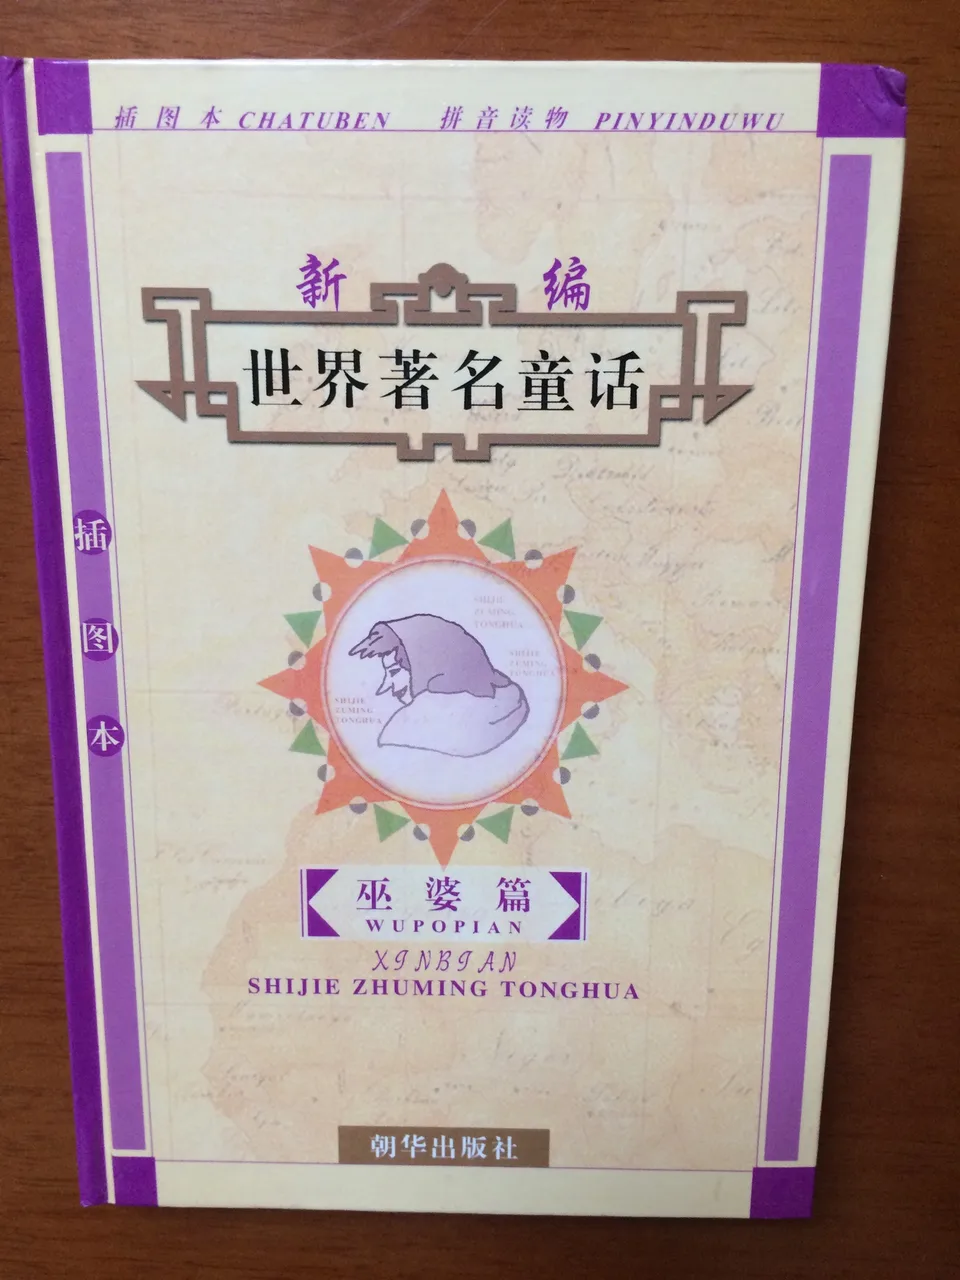 插图本 CHATUBEN 拼音读物 PINYINDUWU
新编
世界著名童话
插图本
SHIJIE
ZUMING
TONGHUA
SHIJIE
ZUMING
TONGHUA
SHIJIE
ZUMING
TONGHUA
巫婆篇
WUPOPIAN
XINBIAN
SHIJIE ZHUMING TONGHUA
朝华出版社